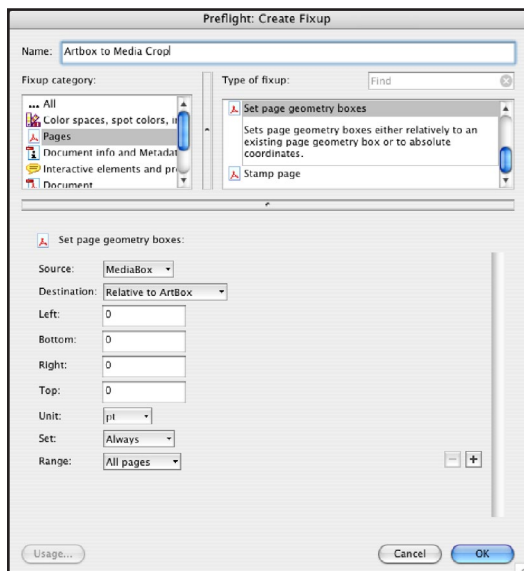 Preflight: Create Fixup
Name: Artbox to Media Cropl
Fixup category:
Type of fixup:
Find
... All
Color spaces, spot colors, in
Pages
Document info and Metadat
Interactive elements and pro
Document
Set page geometry boxes
Sets page geometry boxes either relatively to an
existing page geometry box or to absolute
coordinates.
Stamp page
Set page geometry boxes:
Source: MediaBox
Destination: Relative to ArtBox
Left: 0
Bottom: 0
Right: 0
Top: 0
Unit: pt
Set: Always
Range: All pages
Usage...
Cancel
OK